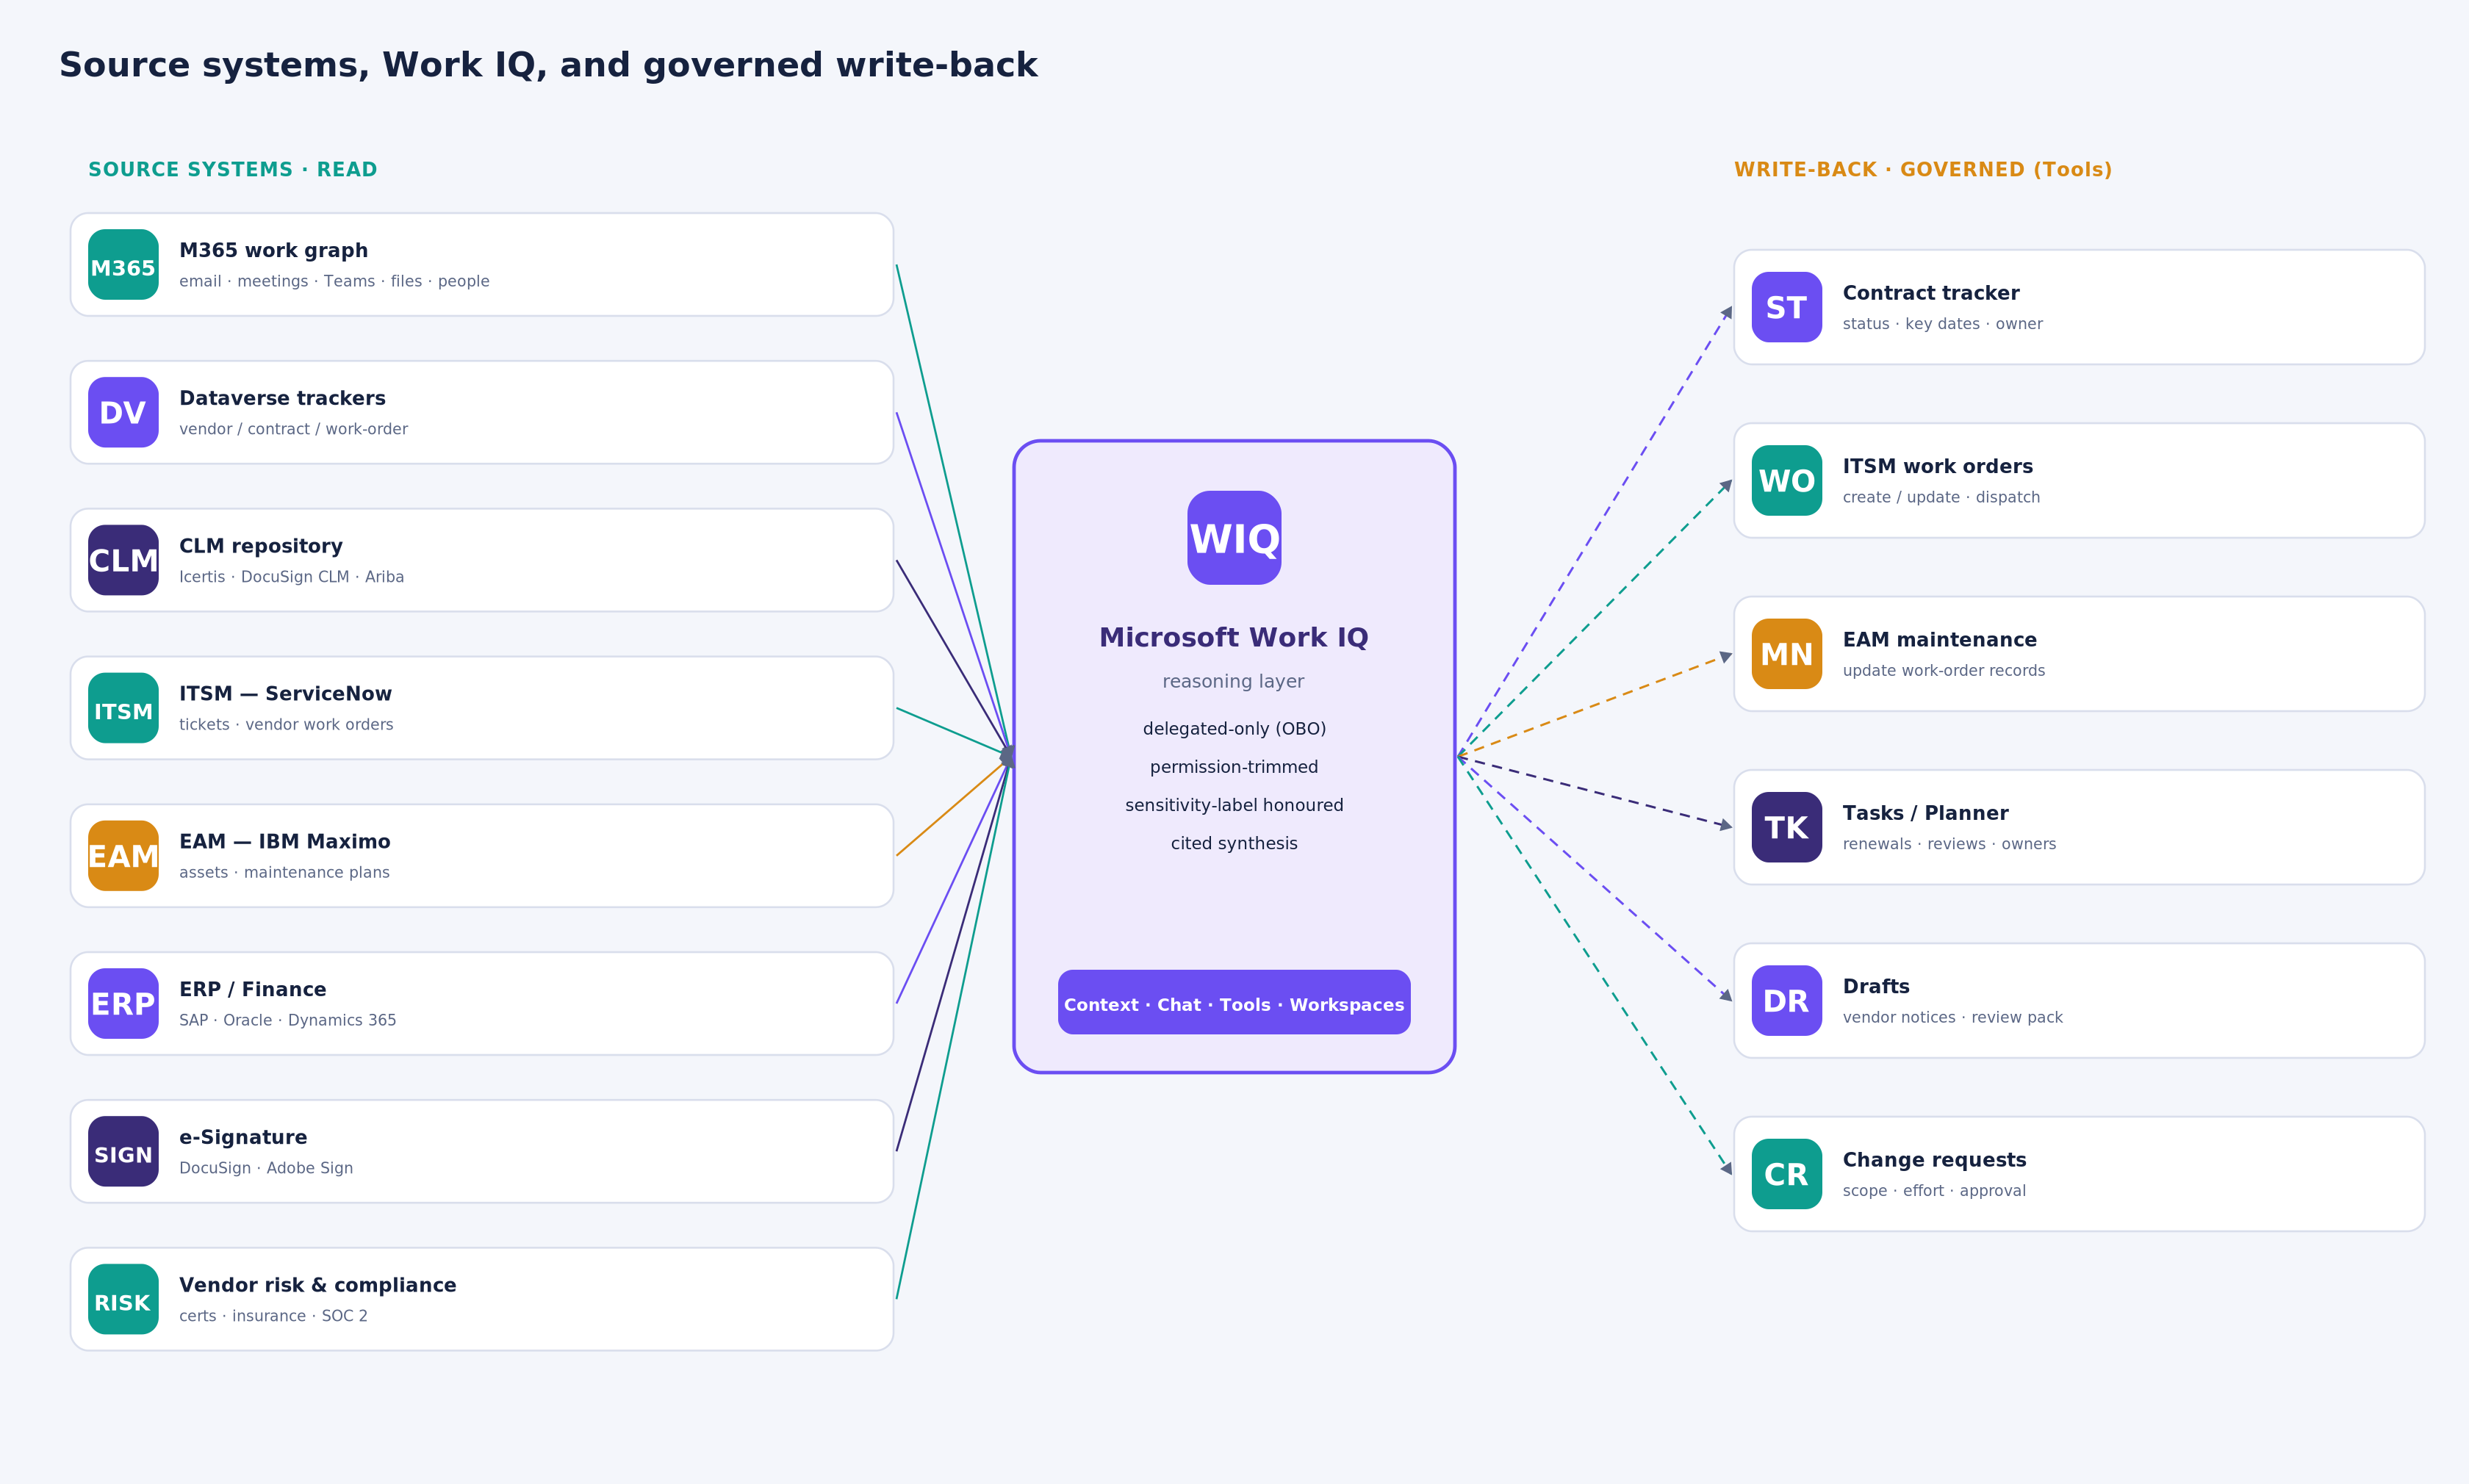 Source systems, Work IQ, and governed write-back
SOURCE SYSTEMS · READ
M365
M365 work graph
email · meetings · Teams · files · people
DV
Dataverse trackers
vendor / contract / work-order
CLM
CLM repository
Icertis · DocuSign CLM · Ariba
ITSM
ITSM — ServiceNow
tickets · vendor work orders
EAM
EAM — IBM Maximo
assets · maintenance plans
ERP
ERP / Finance
SAP · Oracle · Dynamics 365
SIGN
e-Signature
DocuSign · Adobe Sign
RISK
Vendor risk & compliance
certs · insurance · SOC 2
WIQ
Microsoft Work IQ
reasoning layer
delegated-only (OBO)
permission-trimmed
sensitivity-label honoured
cited synthesis
Context · Chat · Tools · Workspaces
WRITE-BACK · GOVERNED (Tools)
ST
Contract tracker
status · key dates · owner
WO
ITSM work orders
create / update · dispatch
MN
EAM maintenance
update work-order records
TK
Tasks / Planner
renewals · reviews · owners
DR
Drafts
vendor notices · review pack
CR
Change requests
scope · effort · approval